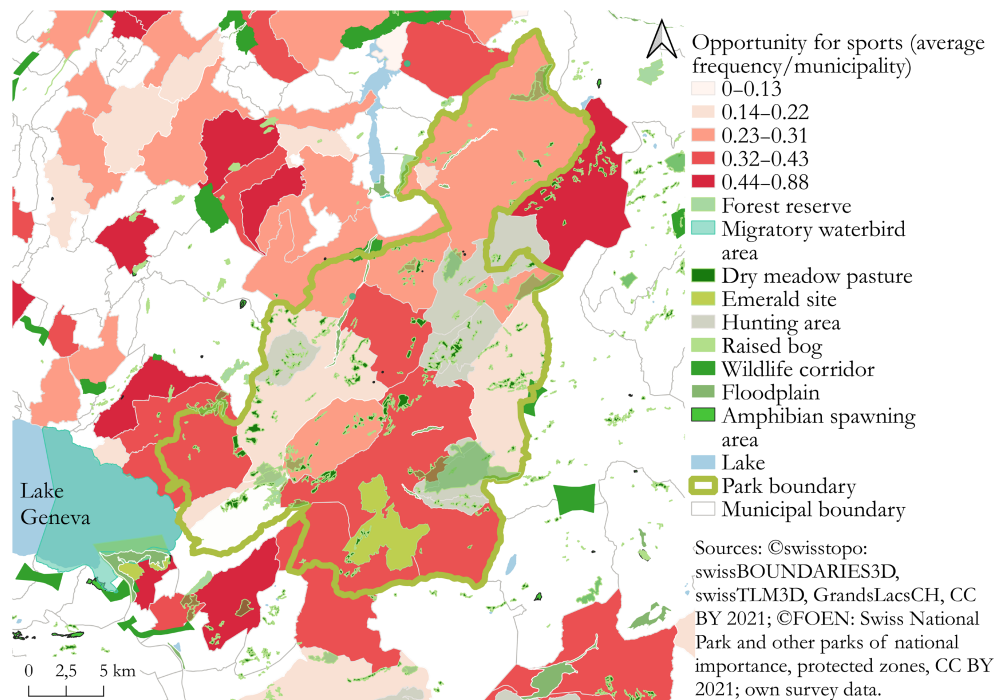 Opportunity for sports (average
frequency/municipality)
0–0.13
0.14–0.22
0.23–0.31
0.32–0.43
0.44–0.88
Forest reserve
Migratory waterbird
area
Dry meadow pasture
Emerald site
Hunting area
Raised bog
Wildlife corridor
Floodplain
Amphibian spawning
area
Lake
Park boundary
Municipal boundary
Lake
Geneva
Sources: ©swisstopo:
swissBOUNDARIES3D,
swissTLM3D, GrandsLacsCH, CC
BY 2021; ©FOEN: Swiss National
Park and other parks of national
importance, protected zones, CC BY
2021; own survey data.
0 2,5 5 km